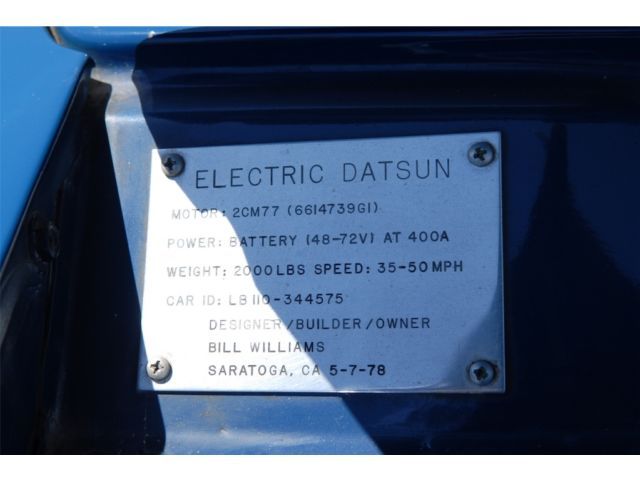 ELECTRIC DATSUN
MOTOR: 2CM77 (6614739G1)
POWER: BATTERY (48-72V) AT 400A
WEIGHT: 2000LBS SPEED: 35-50MPH
CAR ID: LB110-344575
DESIGNER/BUILDER/OWNER
BILL WILLIAMS
SARATOGA, CA 5-7-78